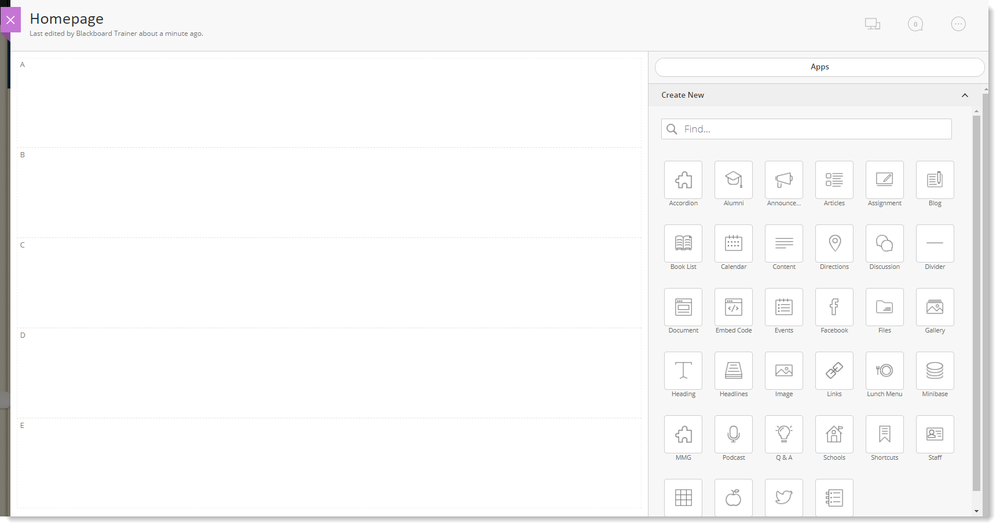 Homepage
Last edited by Blackboard Trainer about a minute ago.
0
Apps
A
Create New
Find...
Accordion Alumni Announce... Articles Assignment Blog
B
Book List Calendar Content Directions Discussion Divider
C
Document Embed Code Events Facebook Files Gallery
D
Heading Headlines Image Links Lunch Menu Minibase
E
MMG Podcast Q & A Schools Shortcuts Staff